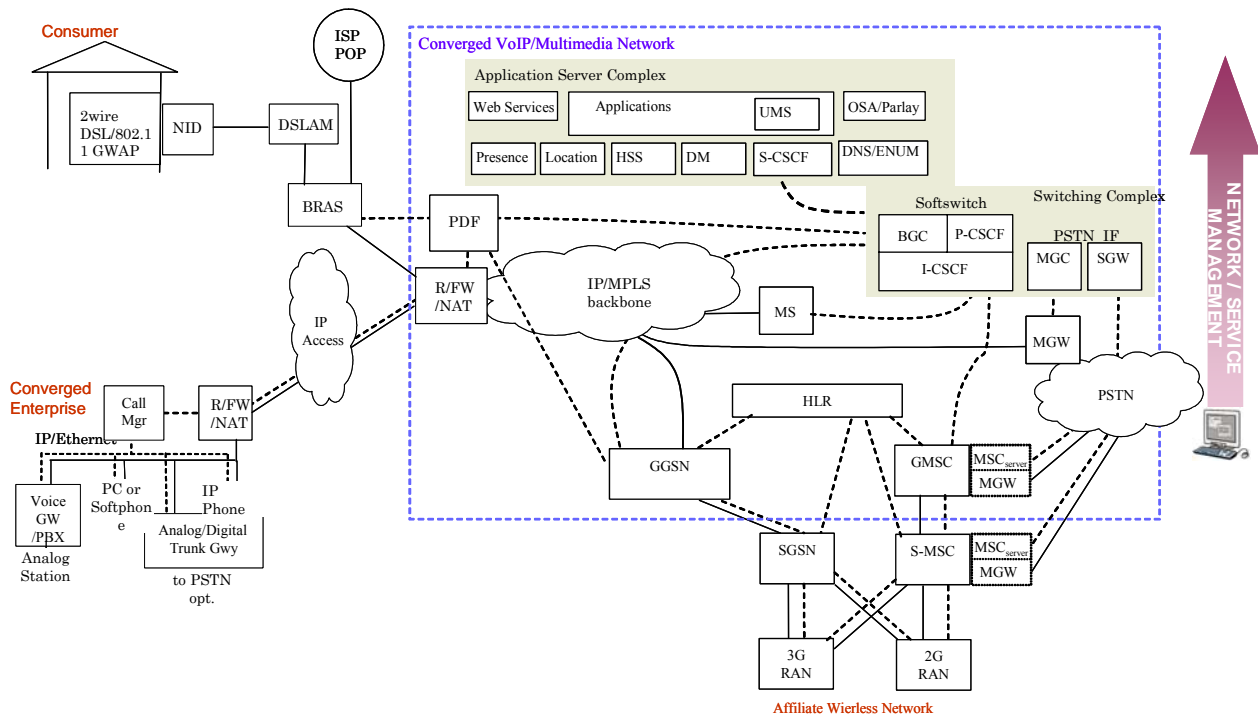 Consumer
ISP
POP
Converged VoIP/Multimedia Network
Application Server Complex
Web Services
Applications
UMS
OSA/Parlay
2wire
DSL/802.1
1 GWAP
NID
DSLAM
Presence
Location
HSS
DM
S-CSCF
DNS/ENUM
BRAS
PDF
Softswitch
Switching Complex
BGC
P-CSCF
I-CSCF
PSTN IF
MGC
SGW
NETWORK / SERVICE
MANAGEMENT
R/FW
/NAT
IP/MPLS
backbone
MS
IP
Access
MGW
PSTN
Converged
Enterprise
Call
Mgr
R/FW
/NAT
HLR
IP/Ethernet
GGSN
GMSC
MSCserver
MGW
Voice
GW
/PBX
PC or
Softphon
e
IP
Phone
Analog/Digital
Trunk Gwy
Analog
Station
to PSTN
opt.
SGSN
S-MSC
MSCserver
MGW
3G
RAN
2G
RAN
Affiliate Wierless Network